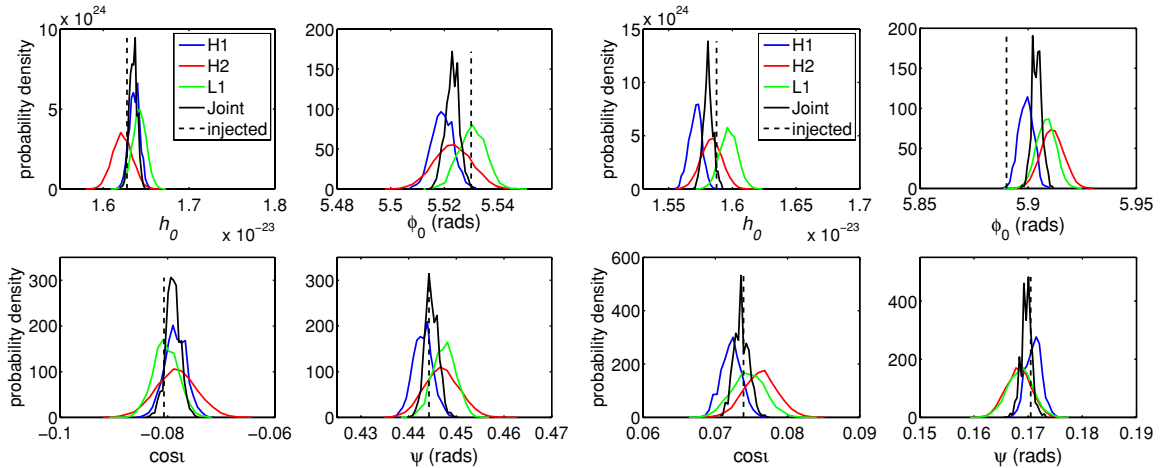 x 10^24
probability density
10
5
0
1.6 1.7 1.8
h_0 x 10^-23
H1
H2
L1
Joint
injected
200
150
100
50
0
5.48 5.5 5.52 5.54
ϕ_0 (rads)
x 10^24
probability density
15
10
5
0
1.55 1.6 1.65 1.7
h_0 x 10^-23
H1
H2
L1
Joint
injected
200
150
100
50
0
5.85 5.9 5.95
ϕ_0 (rads)
probability density
300
200
100
0
−0.1 −0.08 −0.06
cosι
300
200
100
0
0.43 0.44 0.45 0.46 0.47
ψ (rads)
probability density
600
400
200
0
0.06 0.07 0.08 0.09
cosι
400
200
0
0.15 0.16 0.17 0.18 0.19
ψ (rads)